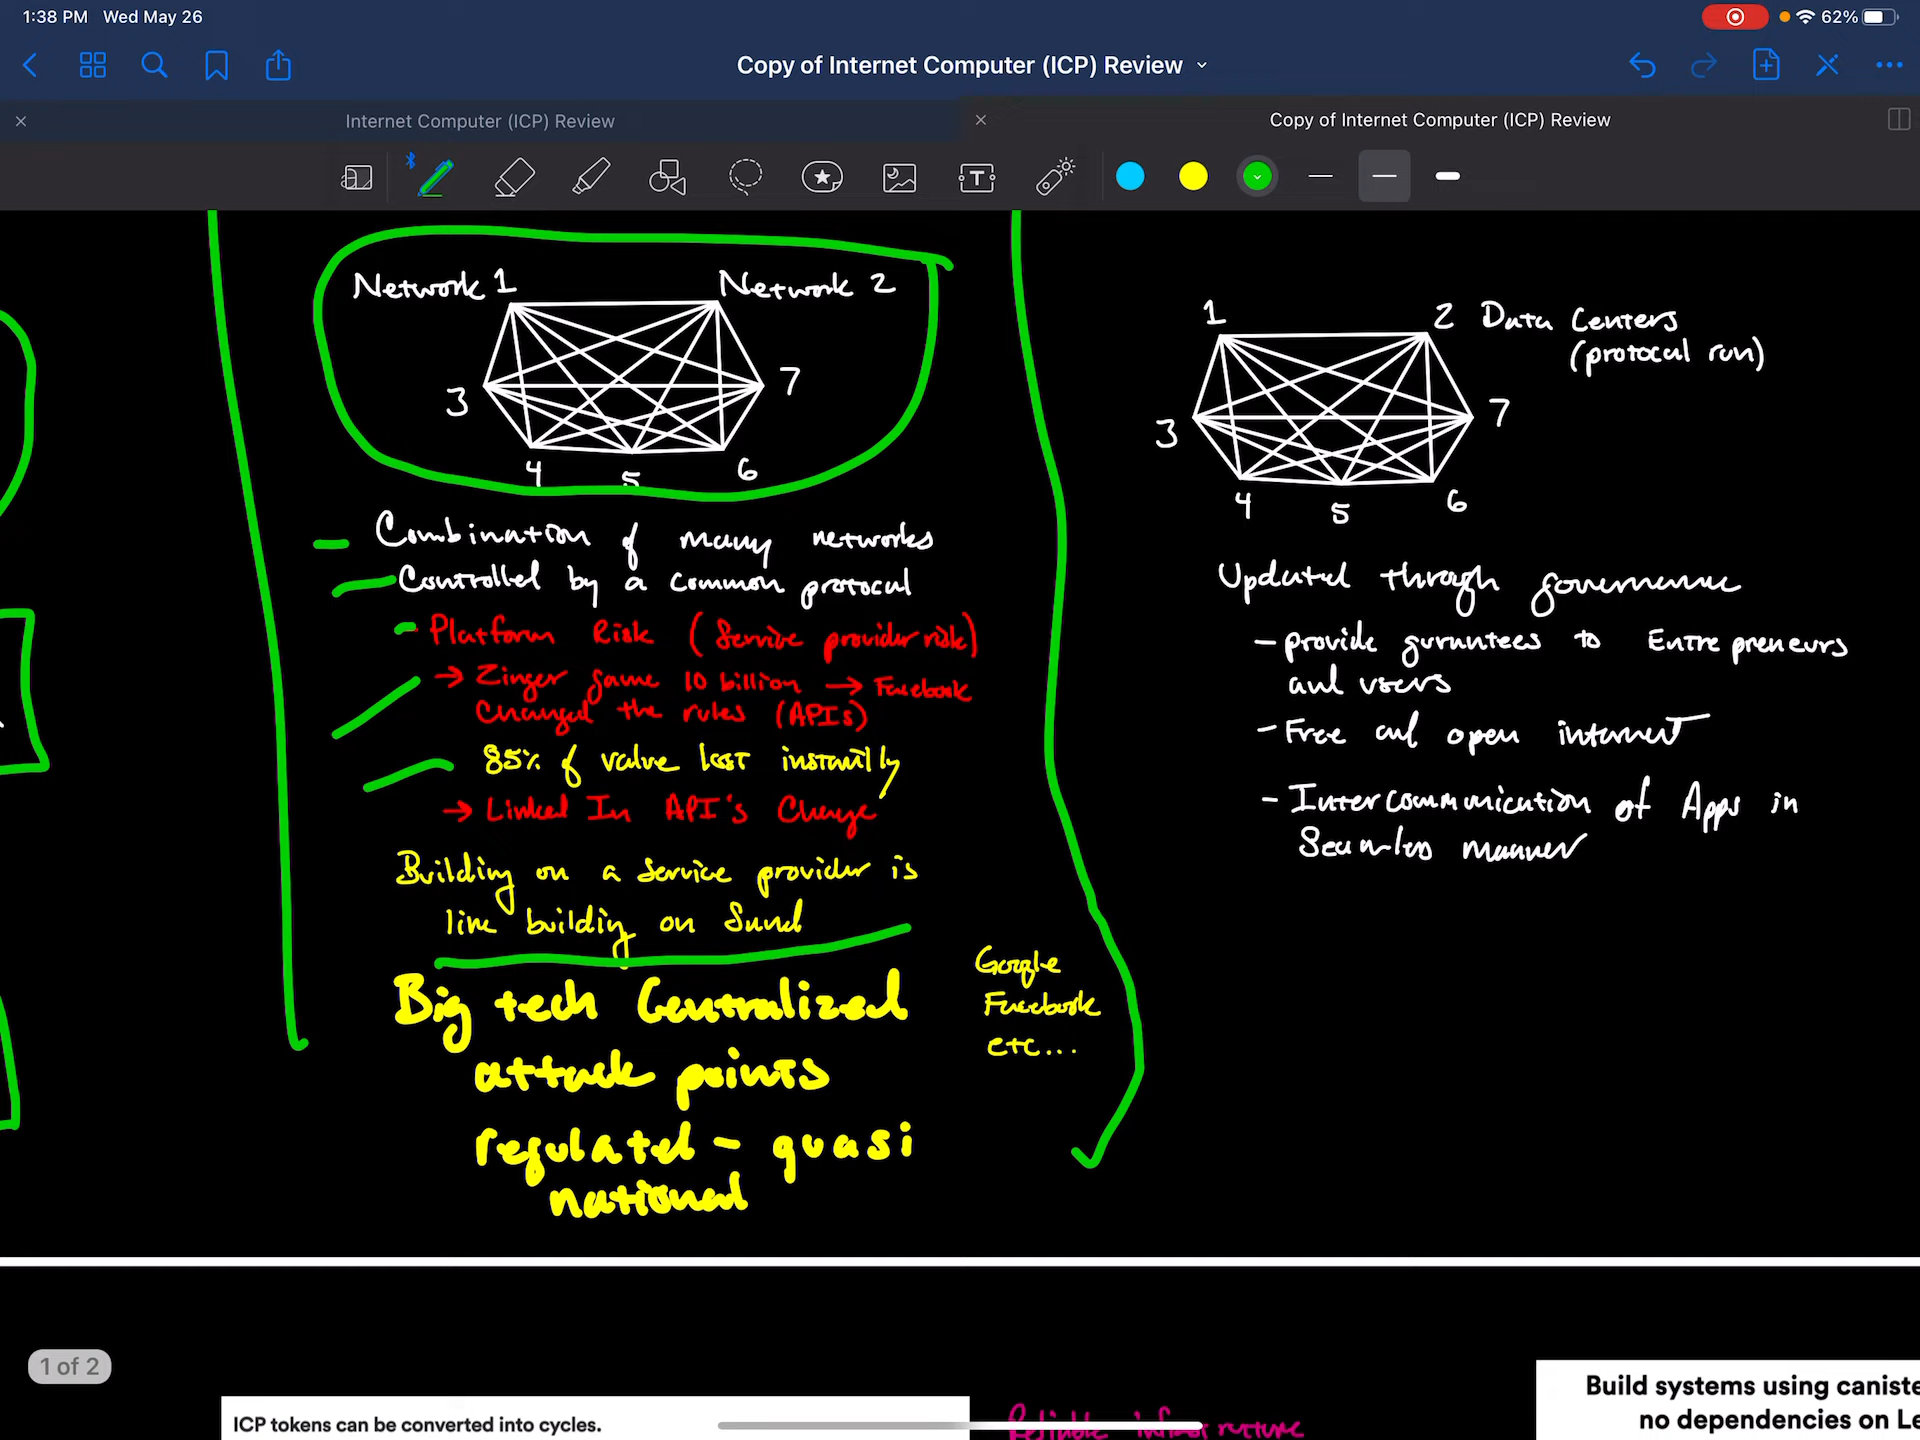 1:38 PM Wed May 26
62%
Copy of Internet Computer (ICP) Review
Internet Computer (ICP) Review
Copy of Internet Computer (ICP) Review
Network 1
Network 2
3
7
4
5
6
Combination of many networks
Controlled by a common protocal
Platform Risk (Service provider risk)
→ Zinger game 10 billion → Facebook
Changed the rules (APIs)
85% of value lost instantly
→ Linked In API's Change
Building on a service provider is
like building on Sand
Google
Facebook
etc...
Big tech Centralized
attack points
regulated - quasi
national
1
2 Data Centers
(protocal run)
3
7
4
5
6
Updated through governance
- provide guruntees to Entrepreneurs
and users
- Free and open internet
- Intercommunication of Apps in
Seamless manner
1 of 2
ICP tokens can be converted into cycles.
Reliable infrastructure
Build systems using caniste
no dependencies on Le